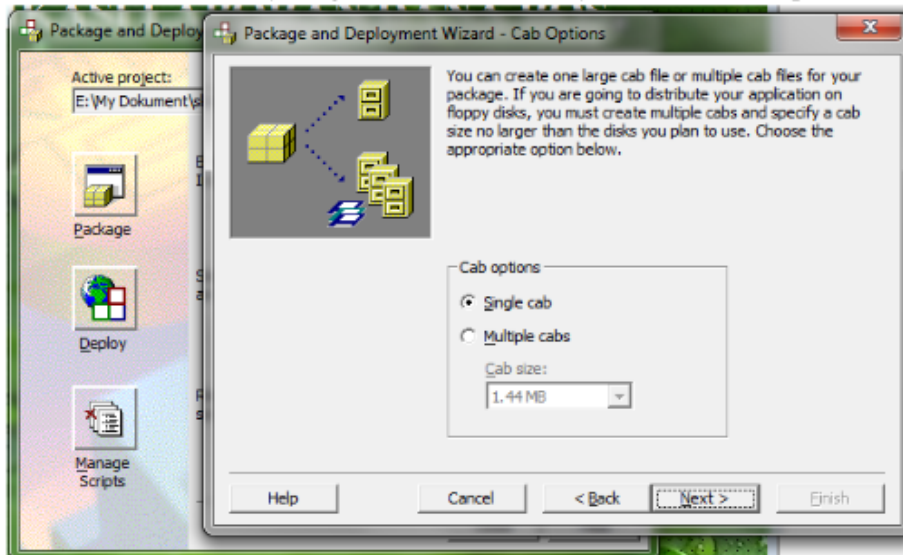 Package and Deploy
Package and Deployment Wizard - Cab Options
Active project:
E:\My Dokument\s
You can create one large cab file or multiple cab files for your
package. If you are going to distribute your application on
floppy disks, you must create multiple cabs and specify a cab
size no larger than the disks you plan to use. Choose the
appropriate option below.
Package
Cab options
Single cab
Multiple cabs
Cab size:
1.44 MB
Deploy
Manage
Scripts
Help
Cancel
< Back
Next >
Finish